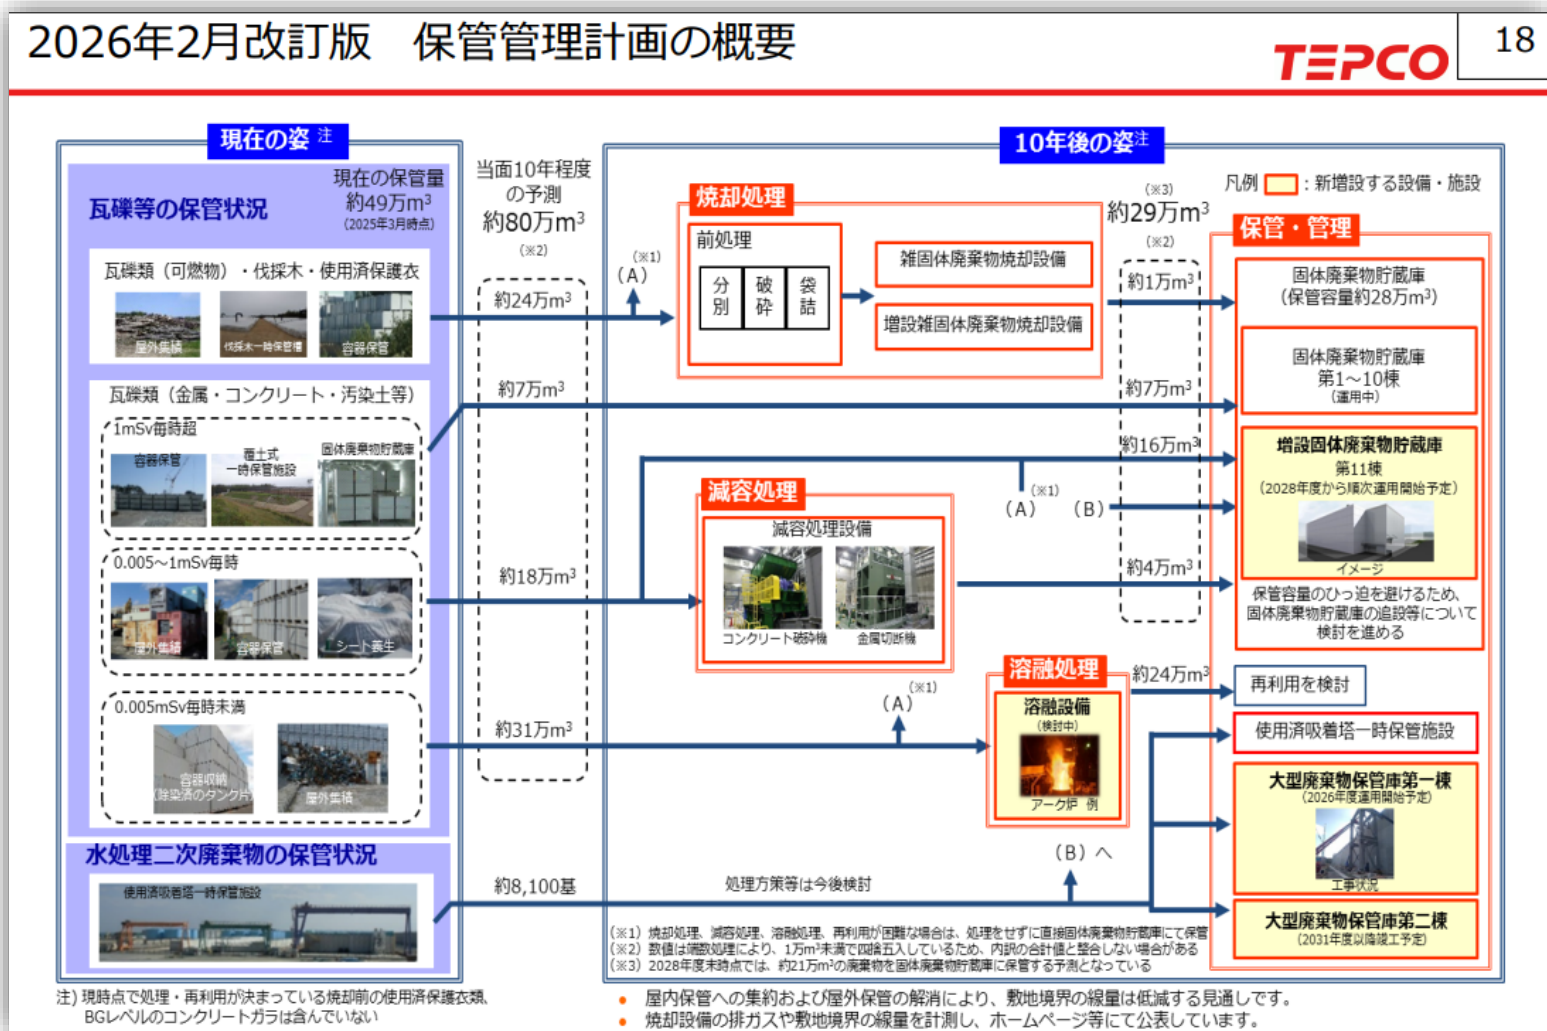 2026年2月改訂版　保管管理計画の概要
TEPCO
18
現在の姿 注
瓦礫等の保管状況
現在の保管量
約49万m³
(2025年3月時点)
瓦礫類（可燃物）・伐採木・使用済保護衣
屋外集積
伐採木一時保管槽
容器保管
瓦礫類（金属・コンクリート・汚染土等）
1mSv毎時超
容器保管
覆土式
一時保管施設
固体廃棄物貯蔵庫
0.005～1mSv毎時
屋外集積
容器保管
シート養生
0.005mSv毎時未満
容器収納
(除染済のタンク片)
屋外集積
水処理二次廃棄物の保管状況
使用済吸着塔一時保管施設
当面10年程度
の予測
約80万m³
(※2)
約24万m³
約7万m³
約18万m³
約31万m³
約8,100基
10年後の姿注
(※1)
（A）
焼却処理
前処理
分別
破砕
袋詰
雑固体廃棄物焼却設備
増設雑固体廃棄物焼却設備
減容処理
減容処理設備
コンクリート破砕機
金属切断機
(※1)
（A）
（B）
(※1)
（A）
溶融処理
溶融設備
(検討中)
アーク炉　例
（B）へ
処理方策等は今後検討
(※3)
約29万m³
(※2)
約1万m³
約7万m³
約16万m³
約4万m³
約24万m³
凡例　：新増設する設備・施設
保管・管理
固体廃棄物貯蔵庫
（保管容量約28万m³）
固体廃棄物貯蔵庫
第1～10棟
(運用中)
増設固体廃棄物貯蔵庫
第11棟
（2028年度から順次運用開始予定）
イメージ
保管容量のひっ迫を避けるため、
固体廃棄物貯蔵庫の追設等について
検討を進める
再利用を検討
使用済吸着塔一時保管施設
大型廃棄物保管庫第一棟
(2026年度運用開始予定)
工事状況
大型廃棄物保管庫第二棟
(2031年度以降竣工予定)
(※1) 焼却処理、減容処理、溶融処理、再利用が困難な場合は、処理をせずに直接固体廃棄物貯蔵庫にて保管
(※2) 数値は端数処理により、1万m³未満で四捨五入しているため、内訳の合計値と整合しない場合がある
(※3) 2028年度末時点では、約21万m³の廃棄物を固体廃棄物貯蔵庫に保管する予測となっている
注) 現時点で処理・再利用が決まっている焼却前の使用済保護衣類、
BGレベルのコンクリートガラは含んでいない
• 屋内保管への集約および屋外保管の解消により、敷地境界の線量は低減する見通しです。
• 焼却設備の排ガスや敷地境界の線量を計測し、ホームページ等にて公表しています。